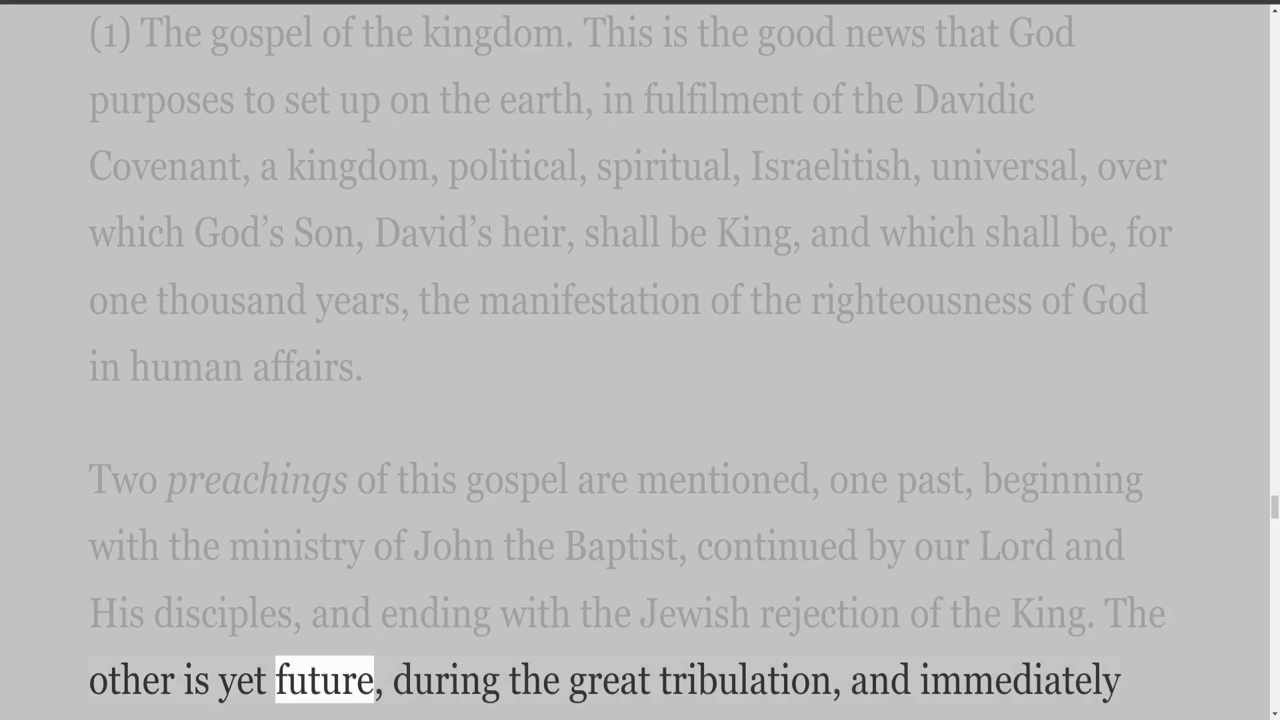 (1) The gospel of the kingdom. This is the good news that God
purposes to set up on the earth, in fulfilment of the Davidic
Covenant, a kingdom, political, spiritual, Israelitish, universal, over
which God’s Son, David’s heir, shall be King, and which shall be, for
one thousand years, the manifestation of the righteousness of God
in human affairs.
Two preachings of this gospel are mentioned, one past, beginning
with the ministry of John the Baptist, continued by our Lord and
His disciples, and ending with the Jewish rejection of the King. The
other is yet future, during the great tribulation, and immediately